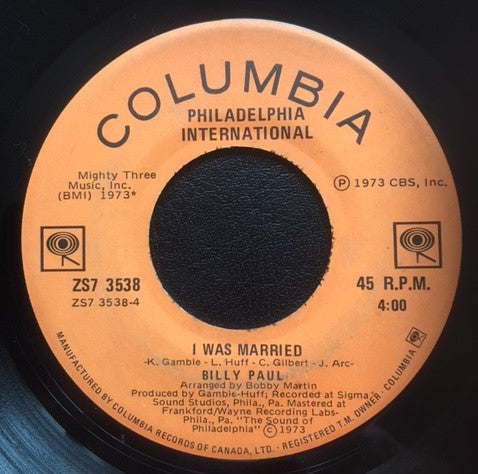 COLUMBIA
PHILADELPHIA
INTERNATIONAL
Mighty Three
Music, Inc.
(BMI) 1973*
Ⓟ 1973 CBS, Inc.
ZS7 3538
ZS7 3538-4
45 R.P.M.
4:00
I WAS MARRIED
-K. Gamble- L. Huff - C. Gilbert - J. Arc-
BILLY PAUL
Arranged by Bobby Martin
Produced by Gamble-Huff; Recorded at Sigma
Sound Studios, Phila., Pa. Mastered at
Frankford/Wayne Recording Labs-
Phila., Pa. "The Sound of
Philadelphia" ©1973
MANUFACTURED BY COLUMBIA RECORDS OF CANADA, LTD. · REGISTERED T.M. OWNER · COLUMBIA